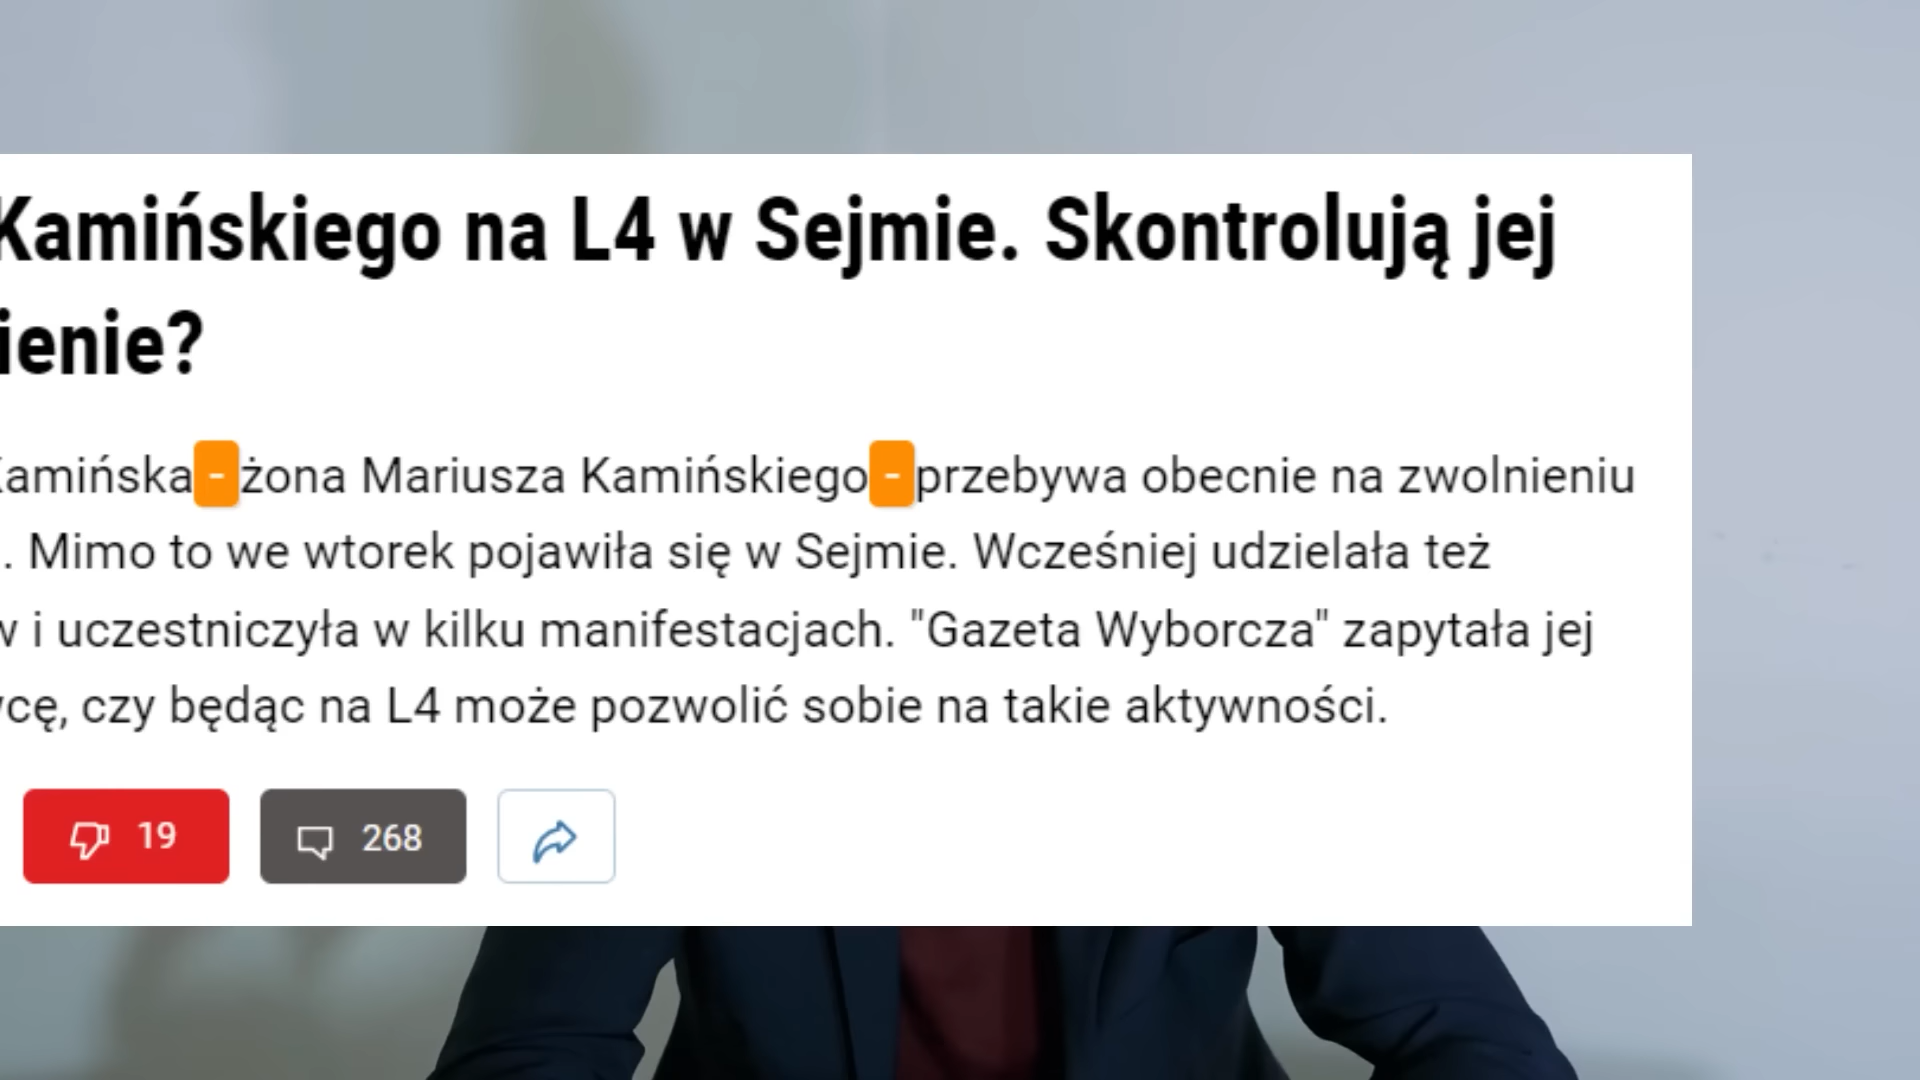 Kamińskiego na L4 w Sejmie. Skontrolują jej
ienie?
Kamińska - żona Mariusza Kamińskiego - przebywa obecnie na zwolnieniu
. Mimo to we wtorek pojawiła się w Sejmie. Wcześniej udzielała też
w i uczestniczyła w kilku manifestacjach. "Gazeta Wyborcza" zapytała jej
cę, czy będąc na L4 może pozwolić sobie na takie aktywności.
19 268